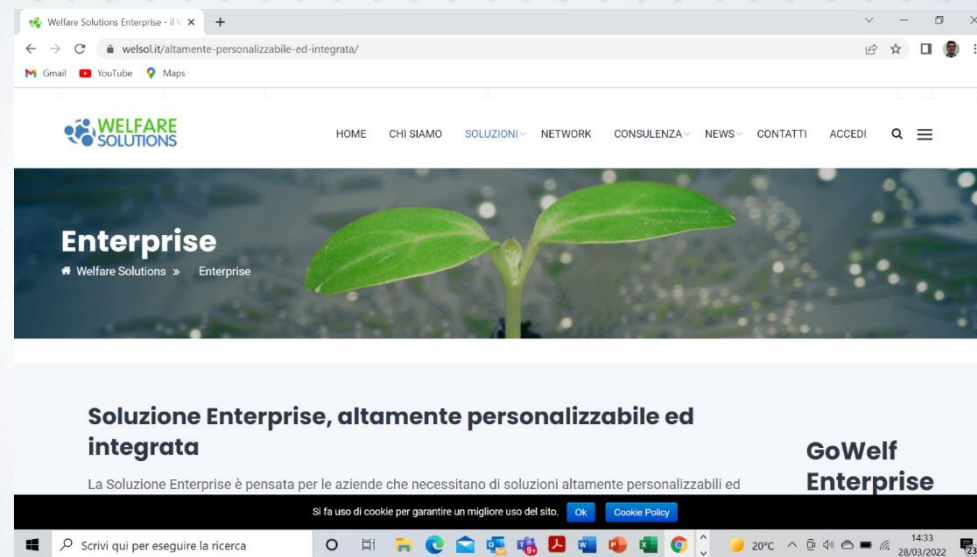 Welfare Solutions Enterprise - il V
welsol.it/altamente-personalizzabile-ed-integrata/
Gmail YouTube Maps
WELFARE
SOLUTIONS
HOME CHI SIAMO SOLUZIONI NETWORK CONSULENZA NEWS CONTATTI ACCEDI
Enterprise
Welfare Solutions » Enterprise
Soluzione Enterprise, altamente personalizzabile ed
integrata
GoWelf
Enterprise
La Soluzione Enterprise è pensata per le aziende che necessitano di soluzioni altamente personalizzabili ed
Si fa uso di cookie per garantire un migliore uso del sito. Ok Cookie Policy
Scrivi qui per eseguire la ricerca
20°C
14:33
28/03/2022